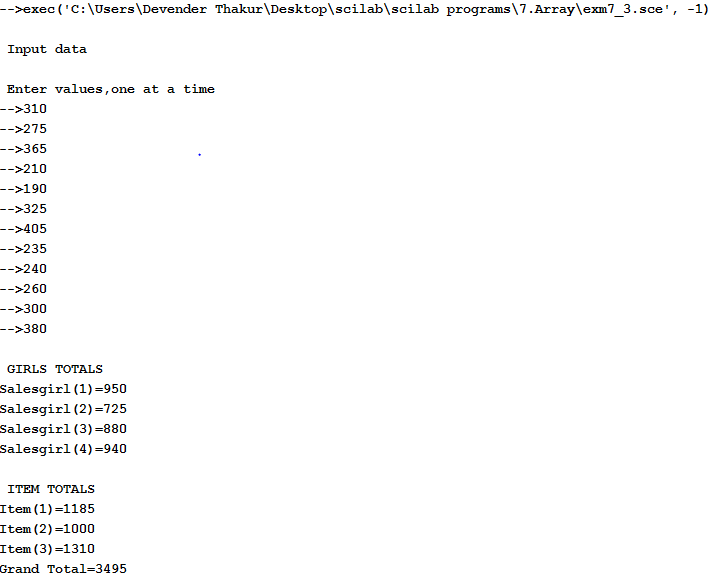 -->exec('C:\Users\Devender Thakur\Desktop\scilab\scilab programs\7.Array\exm7_3.sce', -1)
Input data
Enter values,one at a time
-->310
-->275
-->365
-->210
-->190
-->325
-->405
-->235
-->240
-->260
-->300
-->380
GIRLS TOTALS
Salesgirl(1)=950
Salesgirl(2)=725
Salesgirl(3)=880
Salesgirl(4)=940
ITEM TOTALS
Item(1)=1185
Item(2)=1000
Item(3)=1310
Grand Total=3495